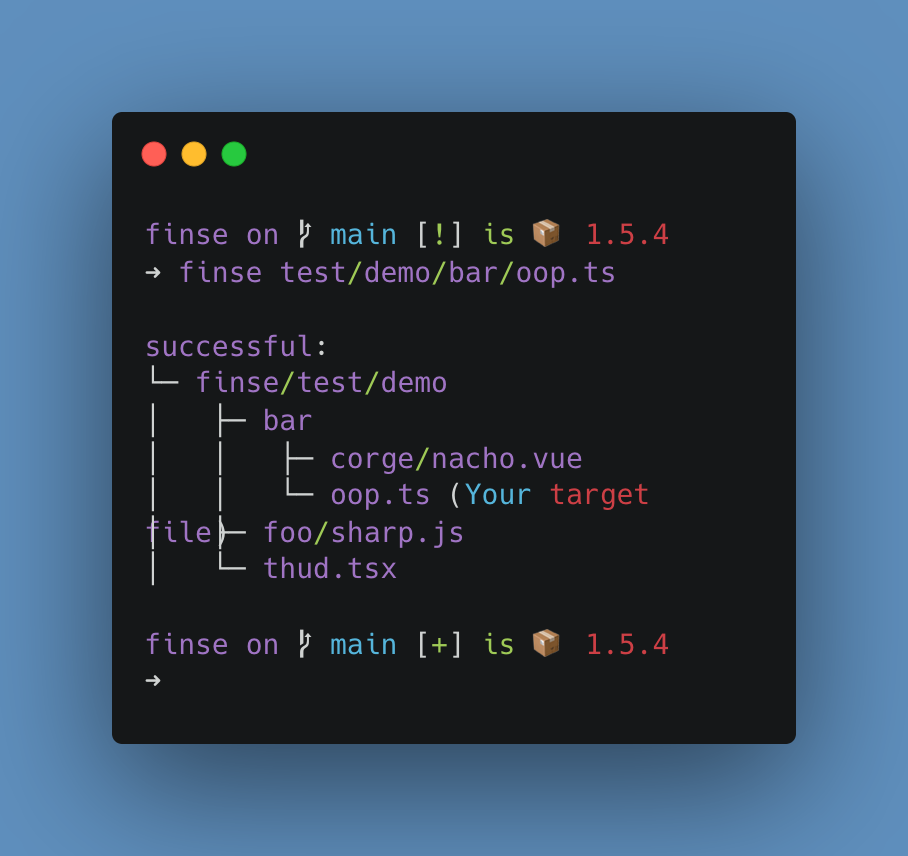 finse on  main [!] is 📦 1.5.4
➜ finse test/demo/bar/oop.ts
successful:
└─ finse/test/demo
│   ├─ bar
│   │   ├─ corge/nacho.vue
│   │   └─ oop.ts (Your target
file)├─ foo/sharp.js
│   └─ thud.tsx
finse on  main [+] is 📦 1.5.4
➜